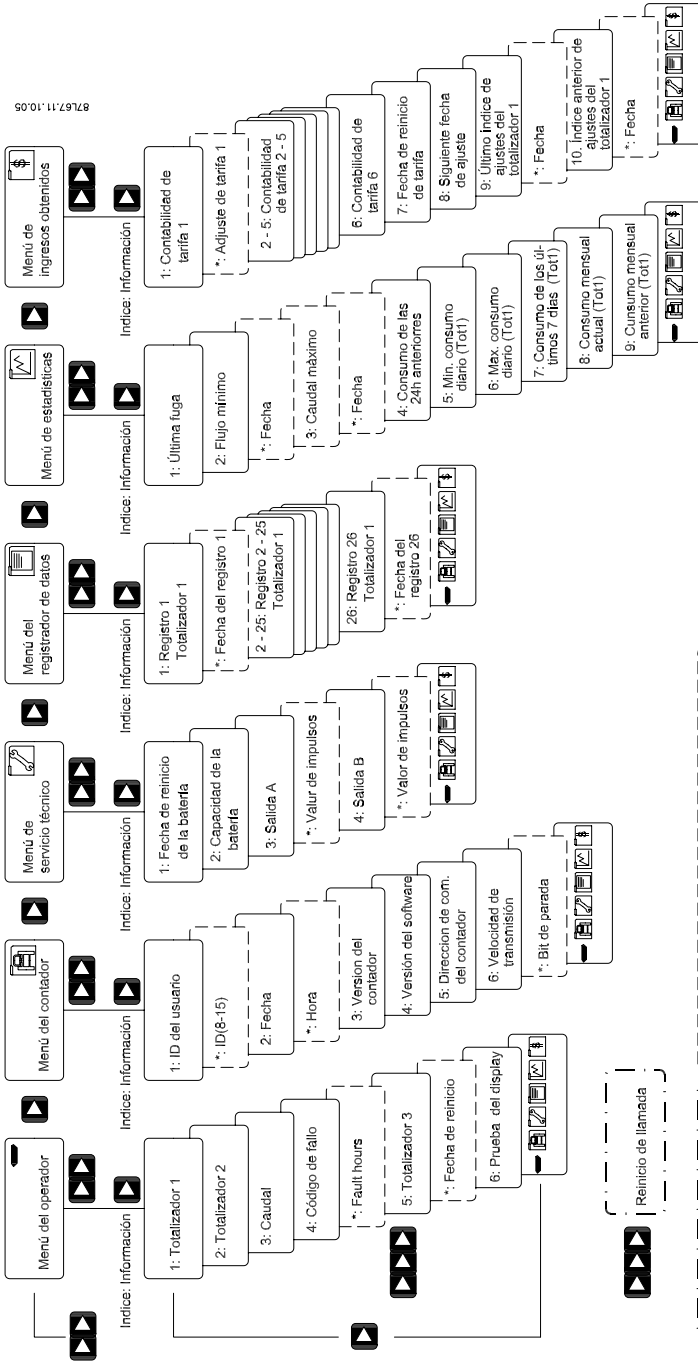 87L67.11.10.05
Menú del operador
Menú del contador
Menú de
servicio técnico
Menú del
registrador de datos
Menú de estadísticas
Menú de
ingresos obtenidos
$
Indice: Información
1: Totalizador 1
2: Totalizador 2
3: Caudal
4: Código de fallo
*: Fault hours
5: Totalizador 3
*: Fecha de reinicio
6: Prueba del display
$
Indice: Información
1: ID del usuario
*: ID(8-15)
2: Fecha
*: Hora
3: Version del
contador
4: Versión del software
5: Direccion de com.
del contador
6: Velocidad de
transmisión
*: Bit de parada
$
Indice: Información
1: Fecha de reinicio
de la batería
2: Capacidad de la
batería
3: Salida A
*: Valur de impulsos
4: Salida B
*: Valor de impulsos
$
Indice: Información
1: Registro 1
Totalizador 1
*: Fecha del registro 1
2 - 25: Registro 2 - 25
Totalizador 1
26: Registro 26
Totalizador 1
*: Fecha del
registro 26
$
Indice: Información
1: Última fuga
2: Flujo mínimo
*: Fecha
3: Caudal máximo
*: Fecha
4: Consumo de las
24h anteriorres
5: Min. consumo
diario (Tot1)
6: Max. consumo
diario (Tot1)
7: Consumo de los úl-
timos 7 dias (Tot1)
8: Consumo mensual
actual (Tot1)
9: Cunsumo mensual
anterior (Tot1)
$
Indice: Información
1: Contabilidad de
tarifa 1
*: Adjuste de tarifa 1
2 - 5: Contabilidad
de tarifa 2 - 5
6: Contabilidad de
tarifa 6
7: Fecha de reinicio
de tarifa
8: Siguiente fecha
de ajuste
9: Último índice de
ajustes del
totalizador 1
*: Fecha
10. Índice anterior de
ajustes del
totalizador 1
*: Fecha
$
Reinicio de llamada